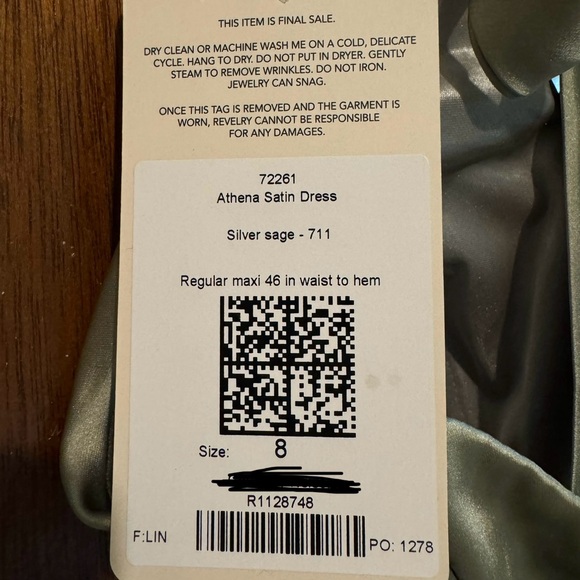 THIS ITEM IS FINAL SALE.
DRY CLEAN OR MACHINE WASH ME ON A COLD, DELICATE
CYCLE. HANG TO DRY. DO NOT PUT IN DRYER. GENTLY
STEAM TO REMOVE WRINKLES. DO NOT IRON.
JEWELRY CAN SNAG.
ONCE THIS TAG IS REMOVED AND THE GARMENT IS
WORN, REVELRY CANNOT BE RESPONSIBLE
FOR ANY DAMAGES.
72261
Athena Satin Dress
Silver sage - 711
Regular maxi 46 in waist to hem
Size: 8
R1128748
F:LIN
PO: 1278